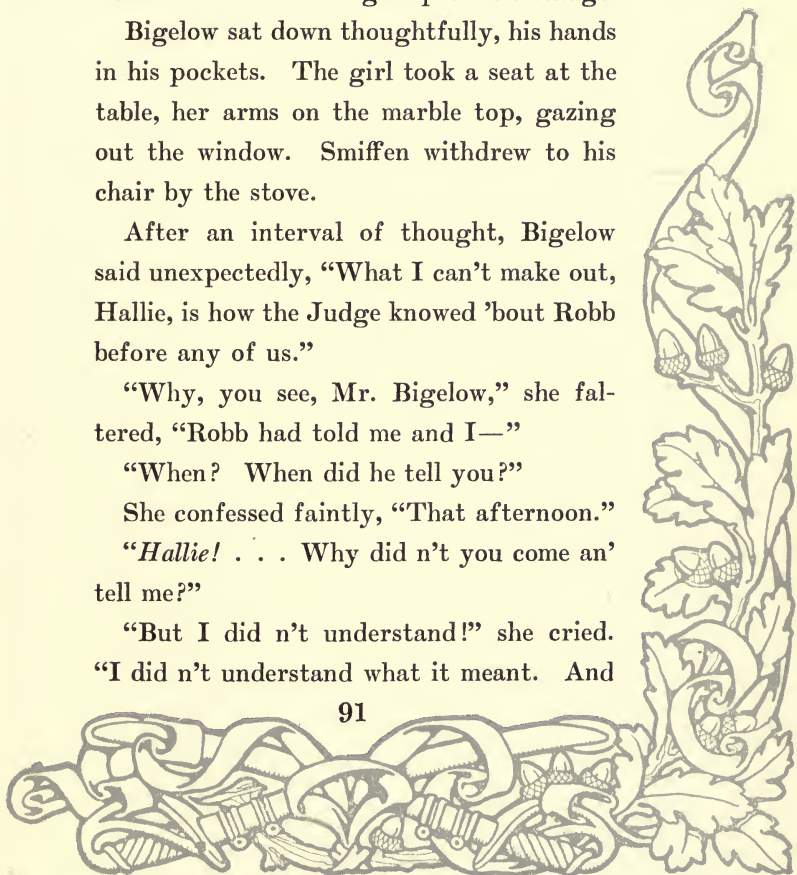 Bigelow sat down thoughtfully, his hands
in his pockets. The girl took a seat at the
table, her arms on the marble top, gazing
out the window. Smiffen withdrew to his
chair by the stove.
After an interval of thought, Bigelow
said unexpectedly, “What I can’t make out,
Hallie, is how the Judge knowed ’bout Robb
before any of us.”
“Why, you see, Mr. Bigelow,” she fal-
tered, “Robb had told me and I—”
“When? When did he tell you?”
She confessed faintly, “That afternoon.”
“Hallie! . . . Why did n’t you come an’
tell me?”
“But I did n’t understand!” she cried.
“I did n’t understand what it meant. And
91